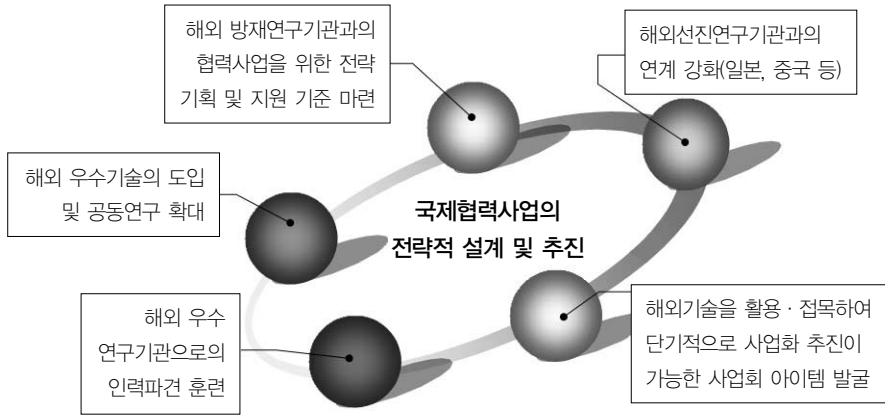 해외 방재연구기관과의
협력사업을 위한 전략
기획 및 지원 기준 마련
해외선진연구기관과의
연계 강화(일본, 중국 등)
해외 우수기술의 도입
및 공동연구 확대
국제협력사업의
전략적 설계 및 추진
해외 우수
연구기관으로의
인력파견 훈련
해외기술을 활용·접목하여
단기적으로 사업화 추진이
가능한 사업회 아이템 발굴